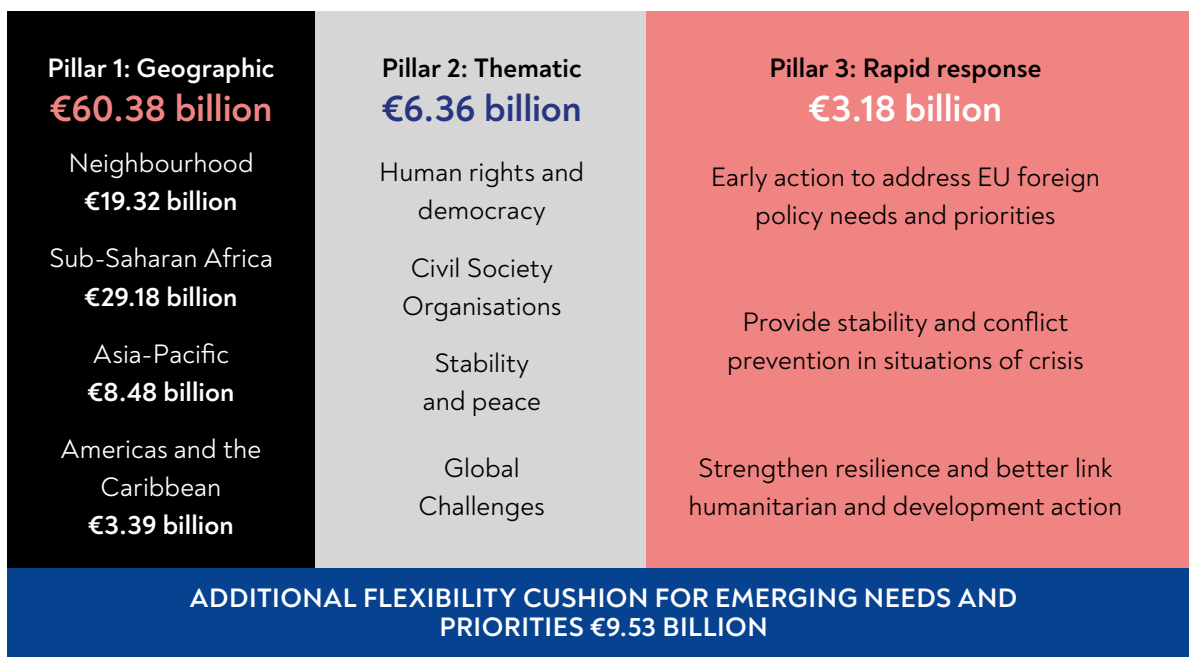 Pillar 1: Geographic
€60.38 billion
Neighbourhood
€19.32 billion
Sub-Saharan Africa
€29.18 billion
Asia-Pacific
€8.48 billion
Americas and the
Caribbean
€3.39 billion
Pillar 2: Thematic
€6.36 billion
Human rights and
democracy
Civil Society
Organisations
Stability
and peace
Global
Challenges
Pillar 3: Rapid response
€3.18 billion
Early action to address EU foreign
policy needs and priorities
Provide stability and conflict
prevention in situations of crisis
Strengthen resilience and better link
humanitarian and development action
ADDITIONAL FLEXIBILITY CUSHION FOR EMERGING NEEDS AND
PRIORITIES €9.53 BILLION